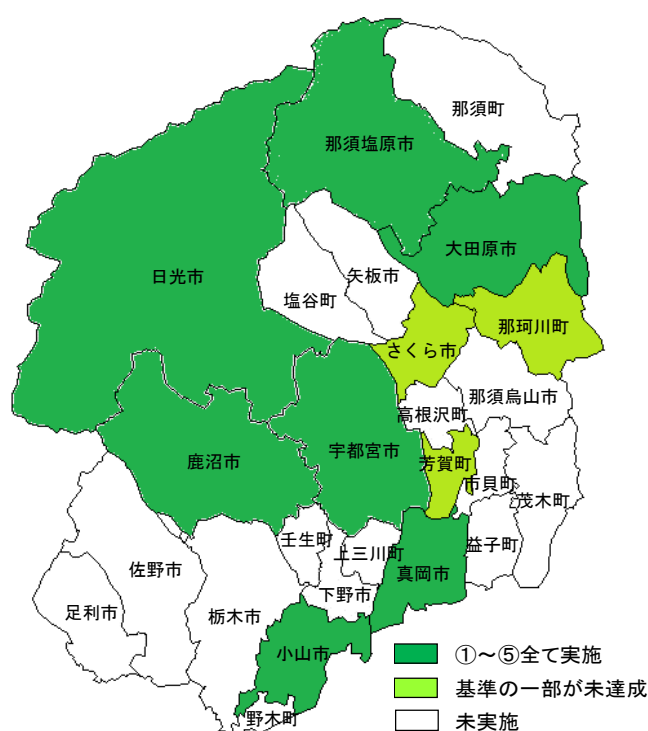 那須町
那須塩原市
大田原市
日光市
矢板市
塩谷町
那珂川町
さくら市
那須烏山市
高根沢町
宇都宮市
鹿沼市
芳賀町
市貝町
茂木町
壬生町
上三川町
益子町
佐野市
真岡市
下野市
足利市
栃木市
小山市
野木町
①～⑤全て実施
基準の一部が未達成
未実施